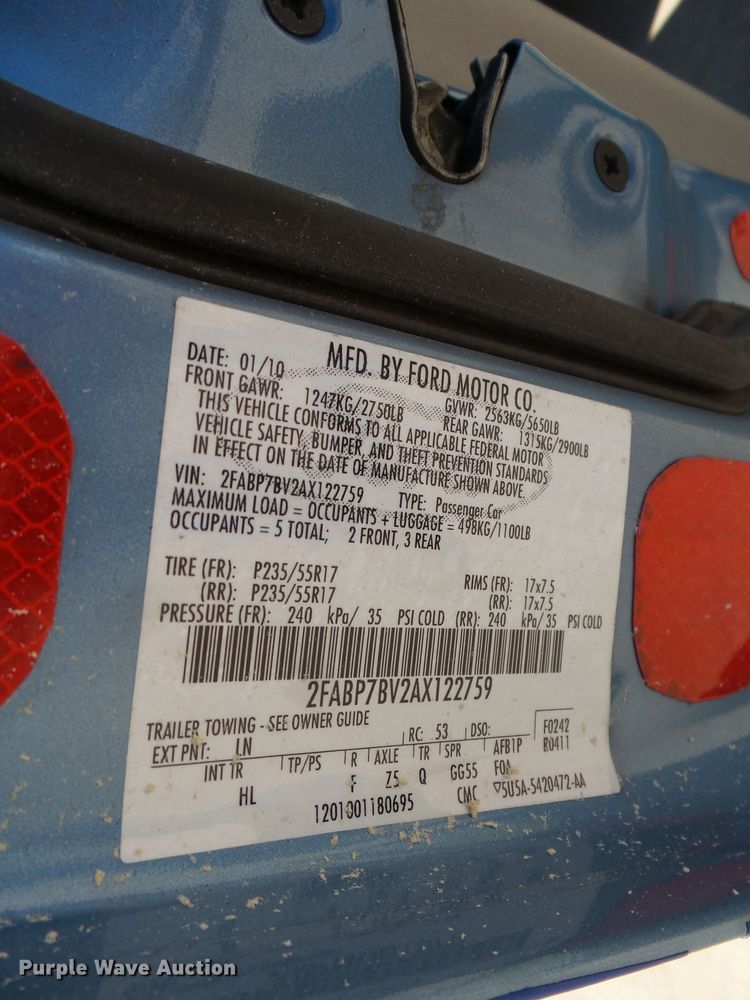 DATE: 01/10 MFD. BY FORD MOTOR CO.
FRONT GAWR: 1247KG/2750LB GVWR: 2563KG/5650LB
REAR GAWR: 1315KG/2900LB
THIS VEHICLE CONFORMS TO ALL APPLICABLE FEDERAL MOTOR
VEHICLE SAFETY, BUMPER, AND THEFT PREVENTION STANDARDS
IN EFFECT ON THE DATE OF MANUFACTURE SHOWN ABOVE.
VIN: 2FABP7BV2AX122759 TYPE: Passenger Car
MAXIMUM LOAD = OCCUPANTS + LUGGAGE = 498KG/1100LB
OCCUPANTS = 5 TOTAL; 2 FRONT, 3 REAR
TIRE (FR): P235/55R17 RIMS (FR): 17x7.5
(RR): P235/55R17 (RR): 17x7.5
PRESSURE (FR): 240 kPa/ 35 PSI COLD (RR): 240 kPa/ 35 PSI COLD
2FABP7BV2AX122759
TRAILER TOWING - SEE OWNER GUIDE
EXT PNT: LN RC: 53 DSO: F0242
INT TR TP/PS R AXLE TR SPR AFB1P R0411
HL F Z5 Q GG55 FOA
1201001180695 CMC ▽5U5A-5420472-AA
Purple Wave Auction